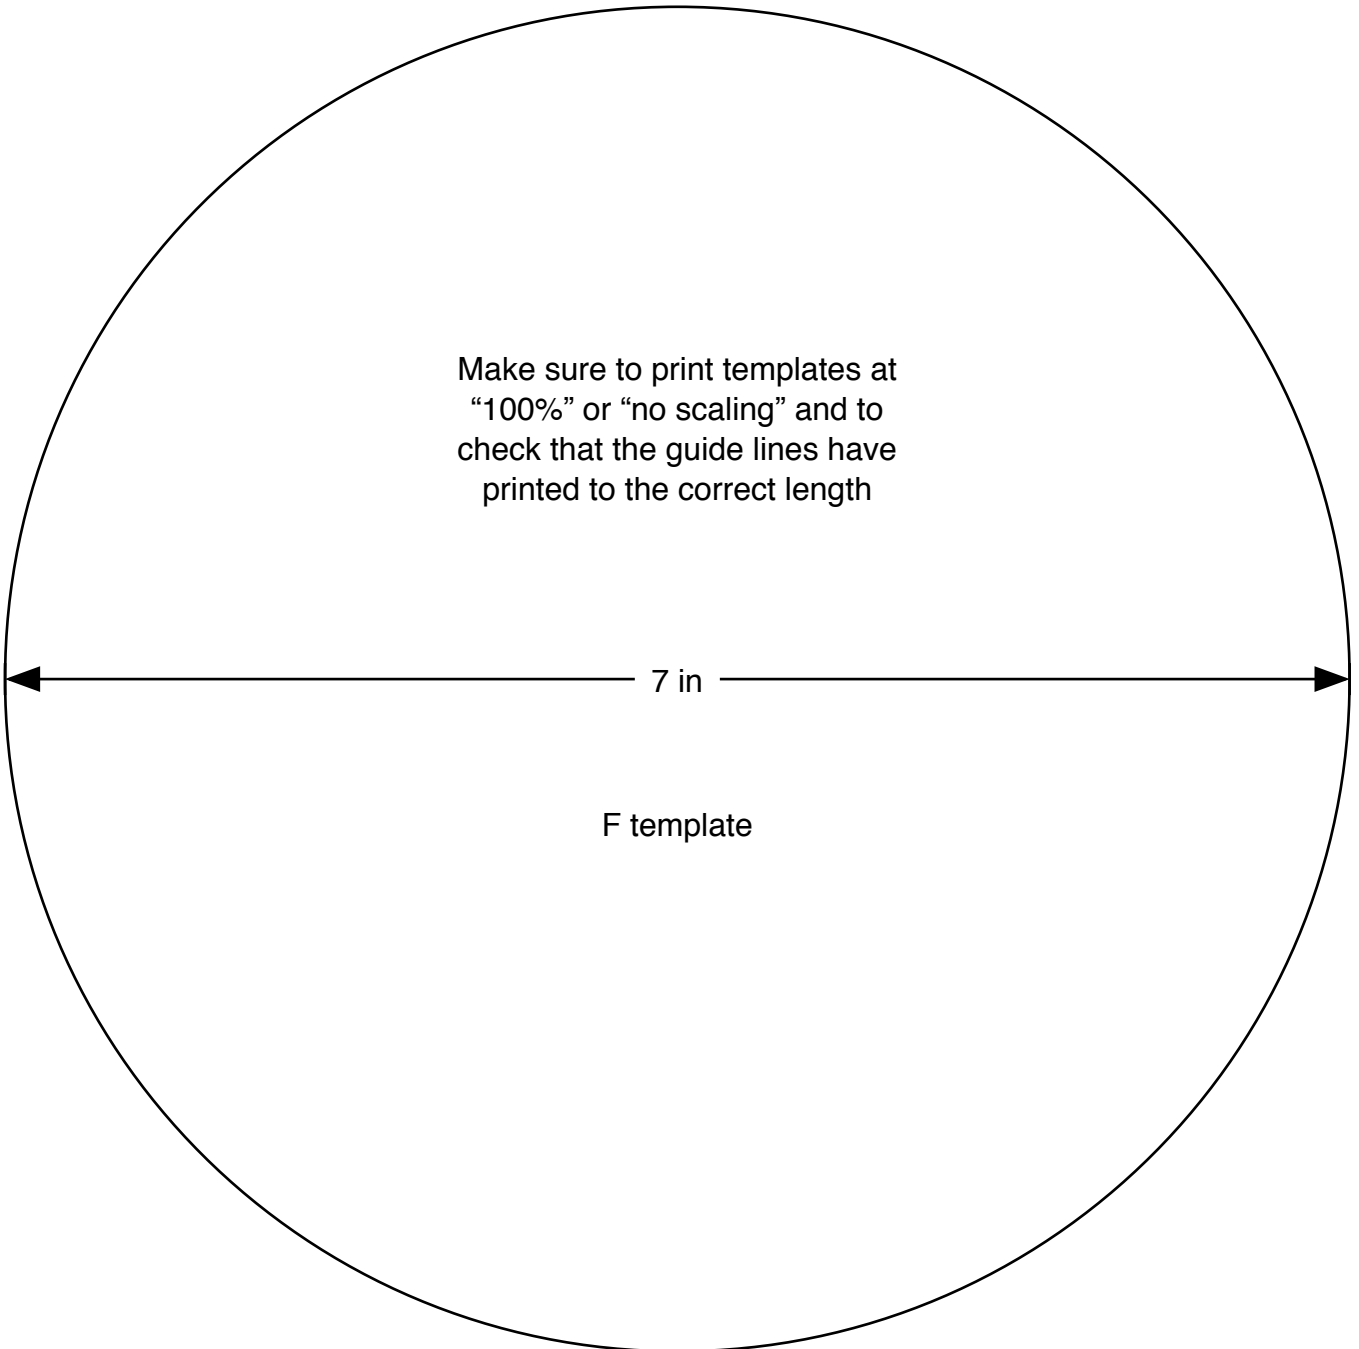 Make sure to print templates at
“100%” or “no scaling” and to
check that the guide lines have
printed to the correct length
7 in
F template